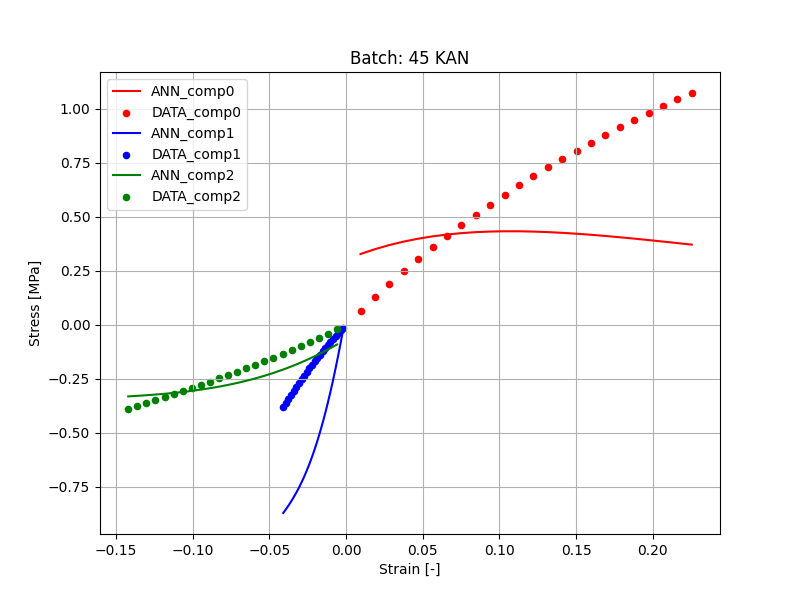 Batch: 45 KAN
ANN_comp0
DATA_comp0
ANN_comp1
DATA_comp1
ANN_comp2
DATA_comp2
1.00
0.75
0.50
0.25
0.00
−0.25
−0.50
−0.75
Stress [MPa]
−0.15 −0.10 −0.05 0.00 0.05 0.10 0.15 0.20
Strain [-]